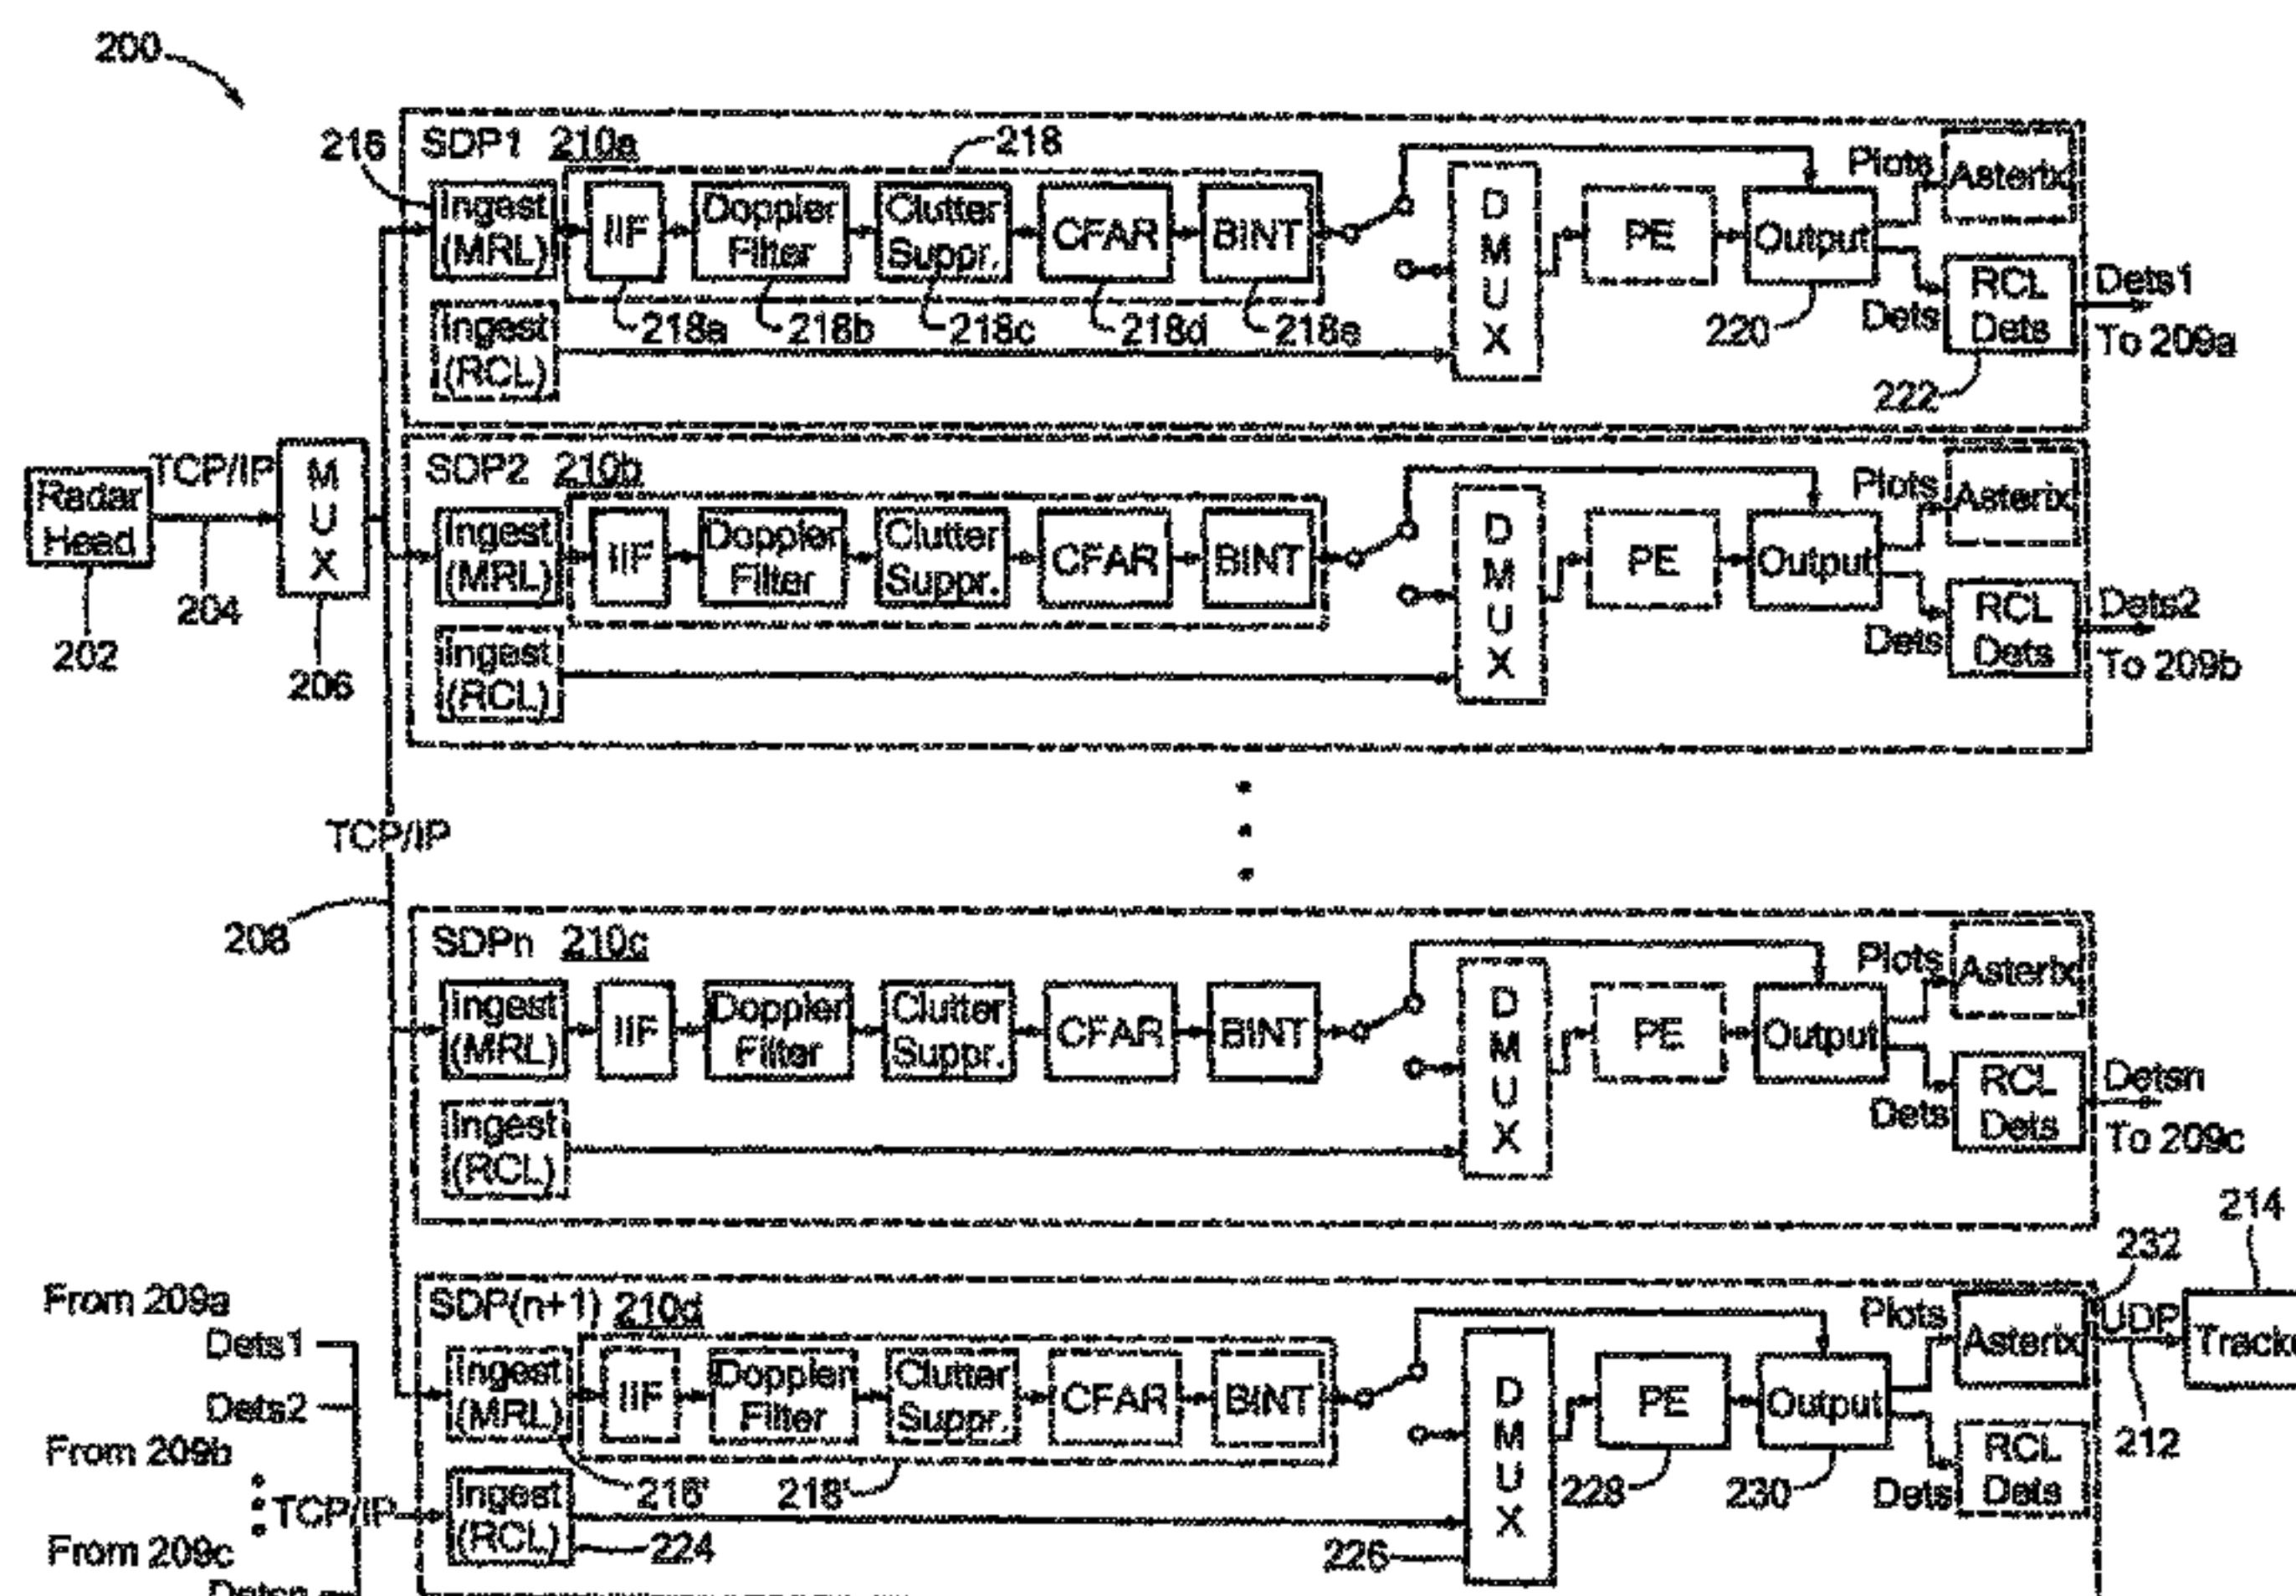 200
216
SDP1 210a
218
Ingest (MRL)
IIF
Doppler Filter
Clutter Suppr.
CFAR
BINT
DMUX
PE
Output
Plots
Asterix
Dets
RCL Dets
Dets1
To 209a
218a
218b
218c
218d
218e
220
222
Ingest (RCL)
Radar Head
202
TCP/IP
204
MUX
206
SDP2 210b
Ingest (MRL)
IIF
Doppler Filter
Clutter Suppr.
CFAR
BINT
DMUX
PE
Output
Plots
Asterix
Dets
RCL Dets
Dets2
To 209b
Ingest (RCL)
TCP/IP
208
SDPn 210c
Ingest (MRL)
IIF
Doppler Filter
Clutter Suppr.
CFAR
BINT
DMUX
PE
Output
Plots
Asterix
Dets
RCL Dets
Detsn
To 209c
Ingest (RCL)
SDP(n+1) 210d
Ingest (MRL)
IIF
Doppler Filter
Clutter Suppr.
CFAR
BINT
DMUX
PE
Output
Plots
Asterix
232
UDP
212
214
Dets
RCL Dets
216'
218'
228
230
226
Ingest (RCL)
224
From 209a
Dets1
Dets2
From 209b
TCP/IP
From 209c
Detsn